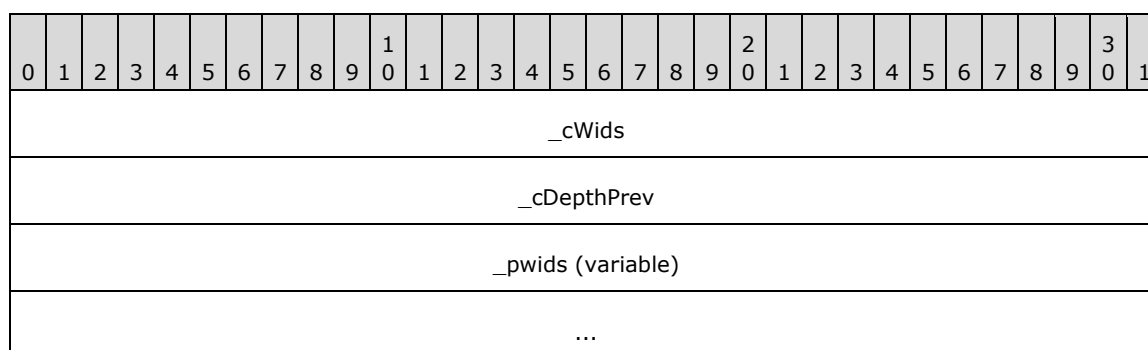 1 2 3
0 1 2 3 4 5 6 7 8 9 0 1 2 3 4 5 6 7 8 9 0 1 2 3 4 5 6 7 8 9 0 1
_cWids
_cDepthPrev
_pwids (variable)
...